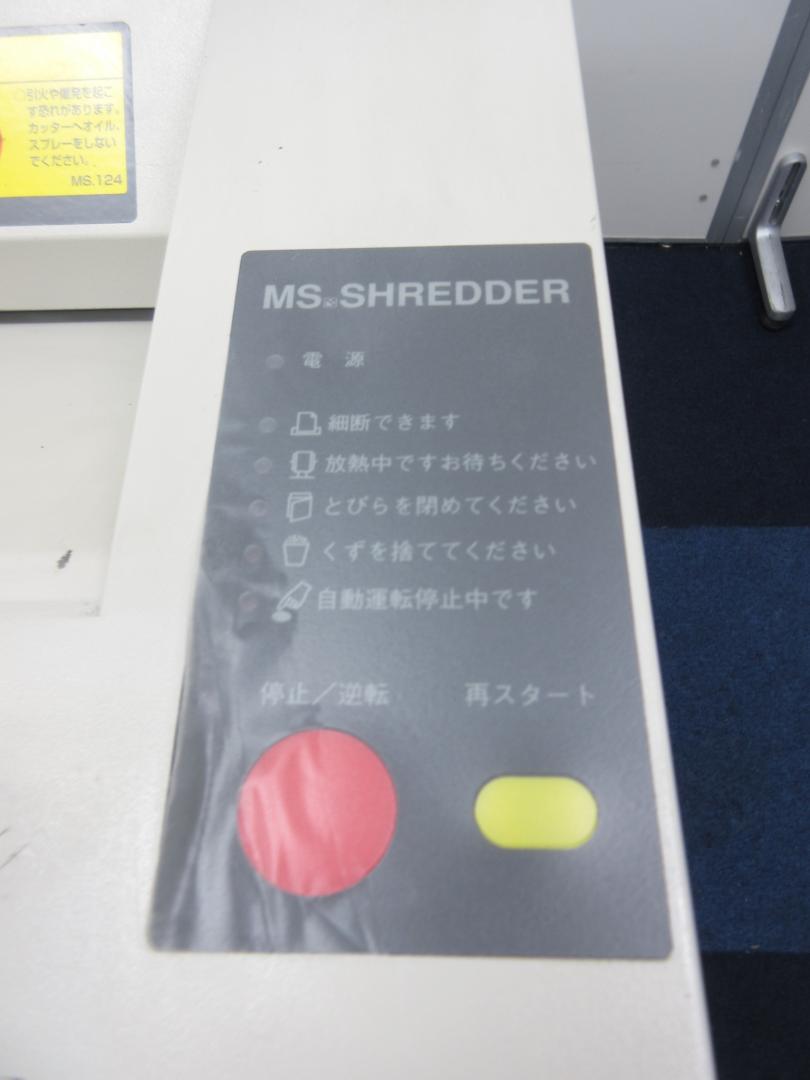 ○引火や爆発を起こ
す恐れがあります。
カッターへオイル、
スプレーをしない
でください。
MS.124
MS SHREDDER
電 源
細断できます
放熱中ですお待ちください
とびらを閉めてください
くずを捨ててください
自動運転停止中です
停止／逆転
再スタート